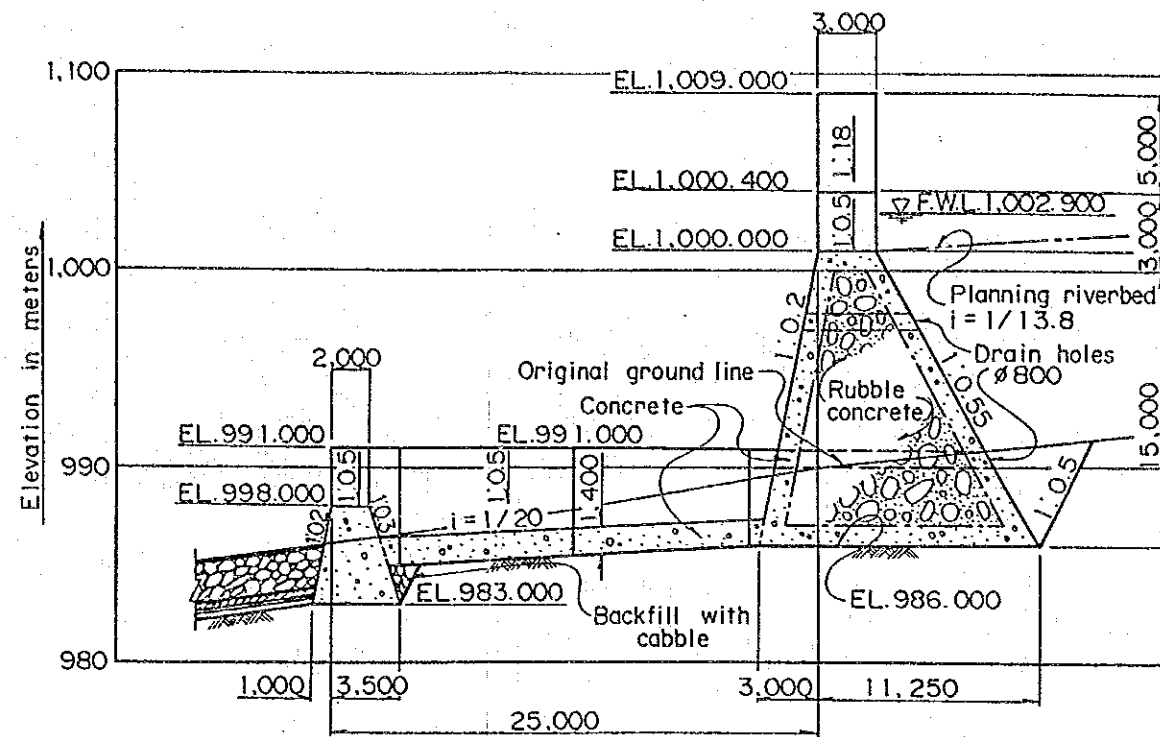 3,000
1,100
EL.1,009.000
1:18
5,000
EL.1,000.400
F.W.L.1,002.900
1:0.5
3,000
EL.1,000.000
1,000
Elevation in meters
Planning riverbed
i = 1/13.8
1:0.2
Drain holes
ø800
2,000
Original ground line
Concrete
Rubble
concrete
1:0.55
15,000
EL.991.000
EL.991.000
990
1:0.5
1:0.5
1.400
1:0.5
EL.998.000
1:0.2
1:0.3
i = 1/20
EL.983.000
EL.986.000
Backfill with
cabble
980
1,000
3,500
3,000
11,250
25,000